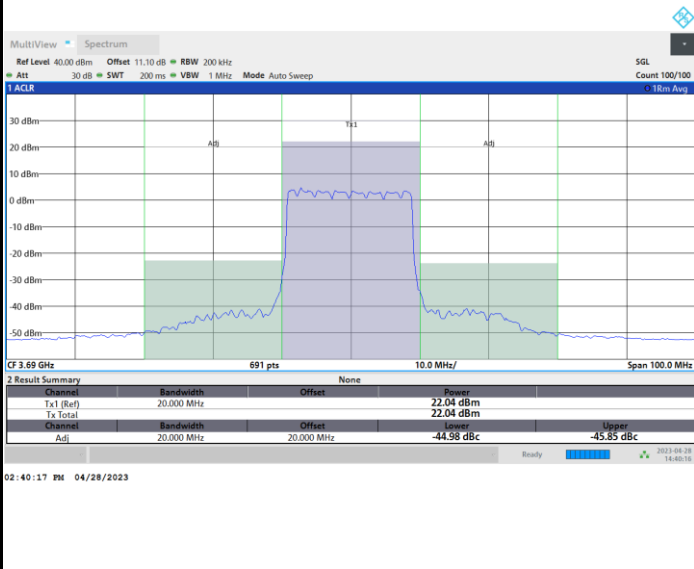 MultiView Spectrum
Ref Level 40.00 dBm Offset 11.10 dB RBW 200 kHz SGL
Att 30 dB SWT 200 ms VBW 1 MHz Mode Auto Sweep Count 100/100
1 ACLR 1Rm Avg
30 dBm
Tx1
20 dBm Adj Adj
10 dBm
0 dBm
-10 dBm
-20 dBm
-30 dBm
-40 dBm
-50 dBm
CF 3.69 GHz 691 pts 10.0 MHz/ Span 100.0 MHz
2 Result Summary None
Channel Bandwidth Offset Power
Tx1 (Ref) 20.000 MHz 22.04 dBm
Tx Total 22.04 dBm
Channel Bandwidth Offset Lower Upper
Adj 20.000 MHz 20.000 MHz -44.98 dBc -45.85 dBc
Ready 2023-04-28
14:40:18
02:40:17 PM 04/28/2023